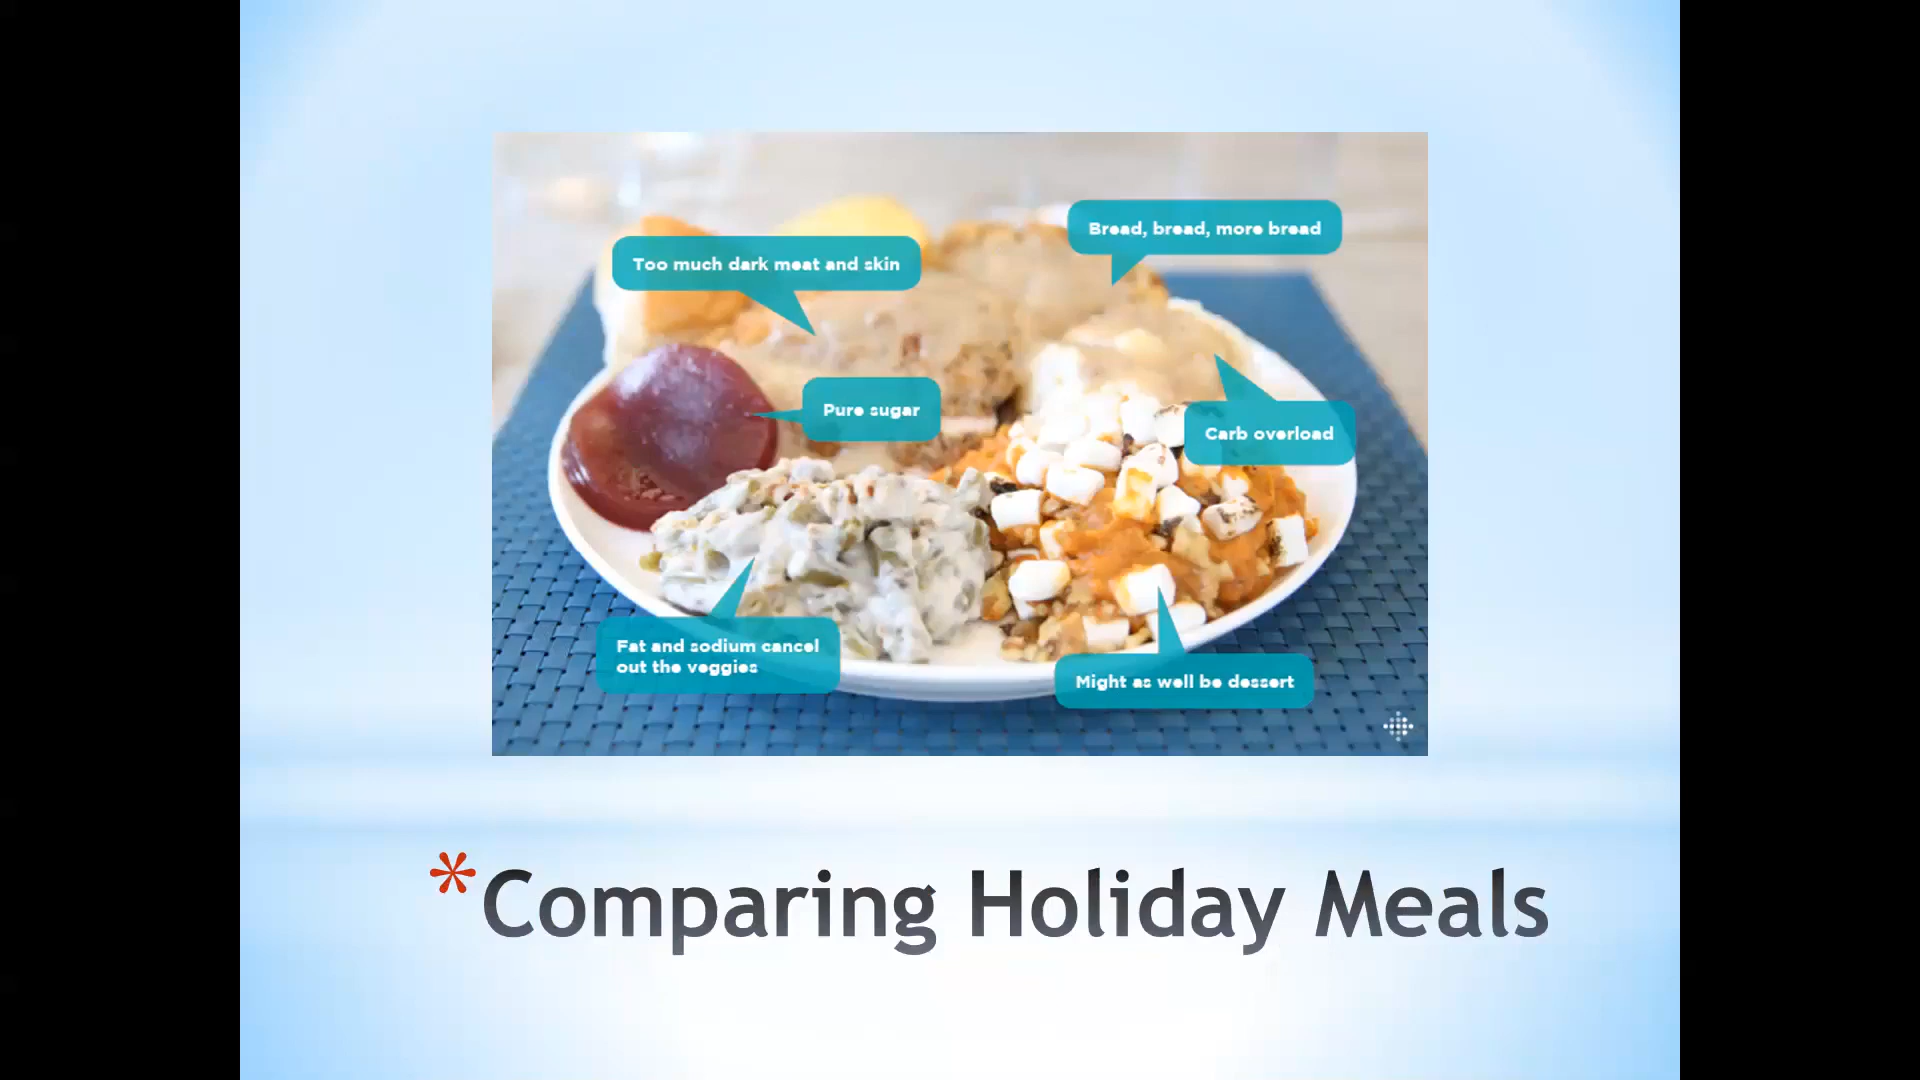 Bread, bread, more bread
Too much dark meat and skin
Pure sugar
Carb overload
Fat and sodium cancel
out the veggies
Might as well be dessert
*Comparing Holiday Meals